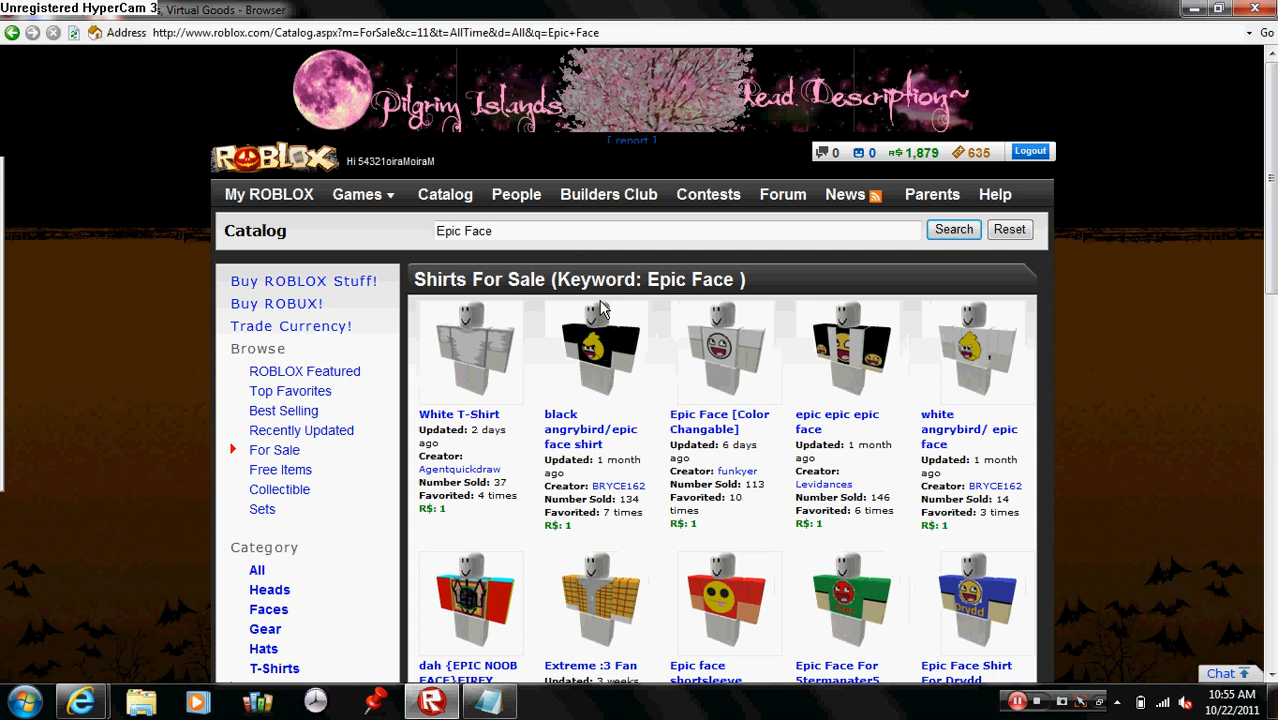 Unregistered HyperCam 3
, Virtual Goods - Browser
Address http://www.roblox.com/Catalog.aspx?m=ForSale&c=11&t=AllTime&d=All&q=Epic+Face
Go
Pilgrim Islands
Read Description~
[ report ]
ROBLOX
Hi 54321oiraMoiraM
0 0 R$ 1,879 635 Logout
My ROBLOX Games Catalog People Builders Club Contests Forum News Parents Help
Catalog Epic Face Search Reset
Buy ROBLOX Stuff!
Buy ROBUX!
Trade Currency!
Browse
ROBLOX Featured
Top Favorites
Best Selling
Recently Updated
For Sale
Free Items
Collectible
Sets
Category
All
Heads
Faces
Gear
Hats
T-Shirts
Shirts For Sale (Keyword: Epic Face )
White T-Shirt
Updated: 2 days
ago
Creator:
Agentquickdraw
Number Sold: 37
Favorited: 4 times
R$: 1
black
angrybird/epic
face shirt
Updated: 1 month
ago
Creator: BRYCE162
Number Sold: 134
Favorited: 7 times
R$: 1
Epic Face [Color
Changable]
Updated: 6 days
ago
Creator: funkyer
Number Sold: 113
Favorited: 10
times
R$: 1
epic epic epic
face
Updated: 1 month
ago
Creator:
Levidances
Number Sold: 146
Favorited: 6 times
R$: 1
white
angrybird/ epic
face
Updated: 1 month
ago
Creator: BRYCE162
Number Sold: 14
Favorited: 3 times
R$: 1
Drydd
dah {EPIC NOOB
FACE}FIREY
Extreme :3 Fan
Updated: 3 weeks
Epic face
shortsleeve
Epic Face For
5termanater5
Epic Face Shirt
For Drydd
Chat
10:55 AM
10/22/2011